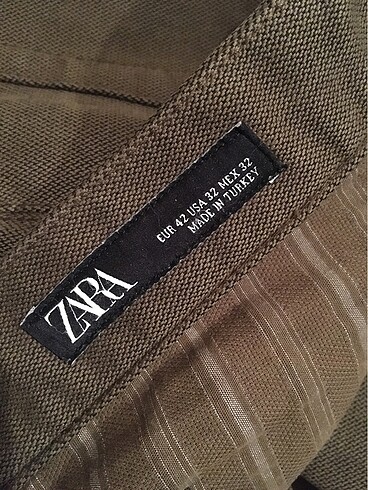 ZARA
EUR 42 USA 32 MEX 32
MADE IN TURKEY